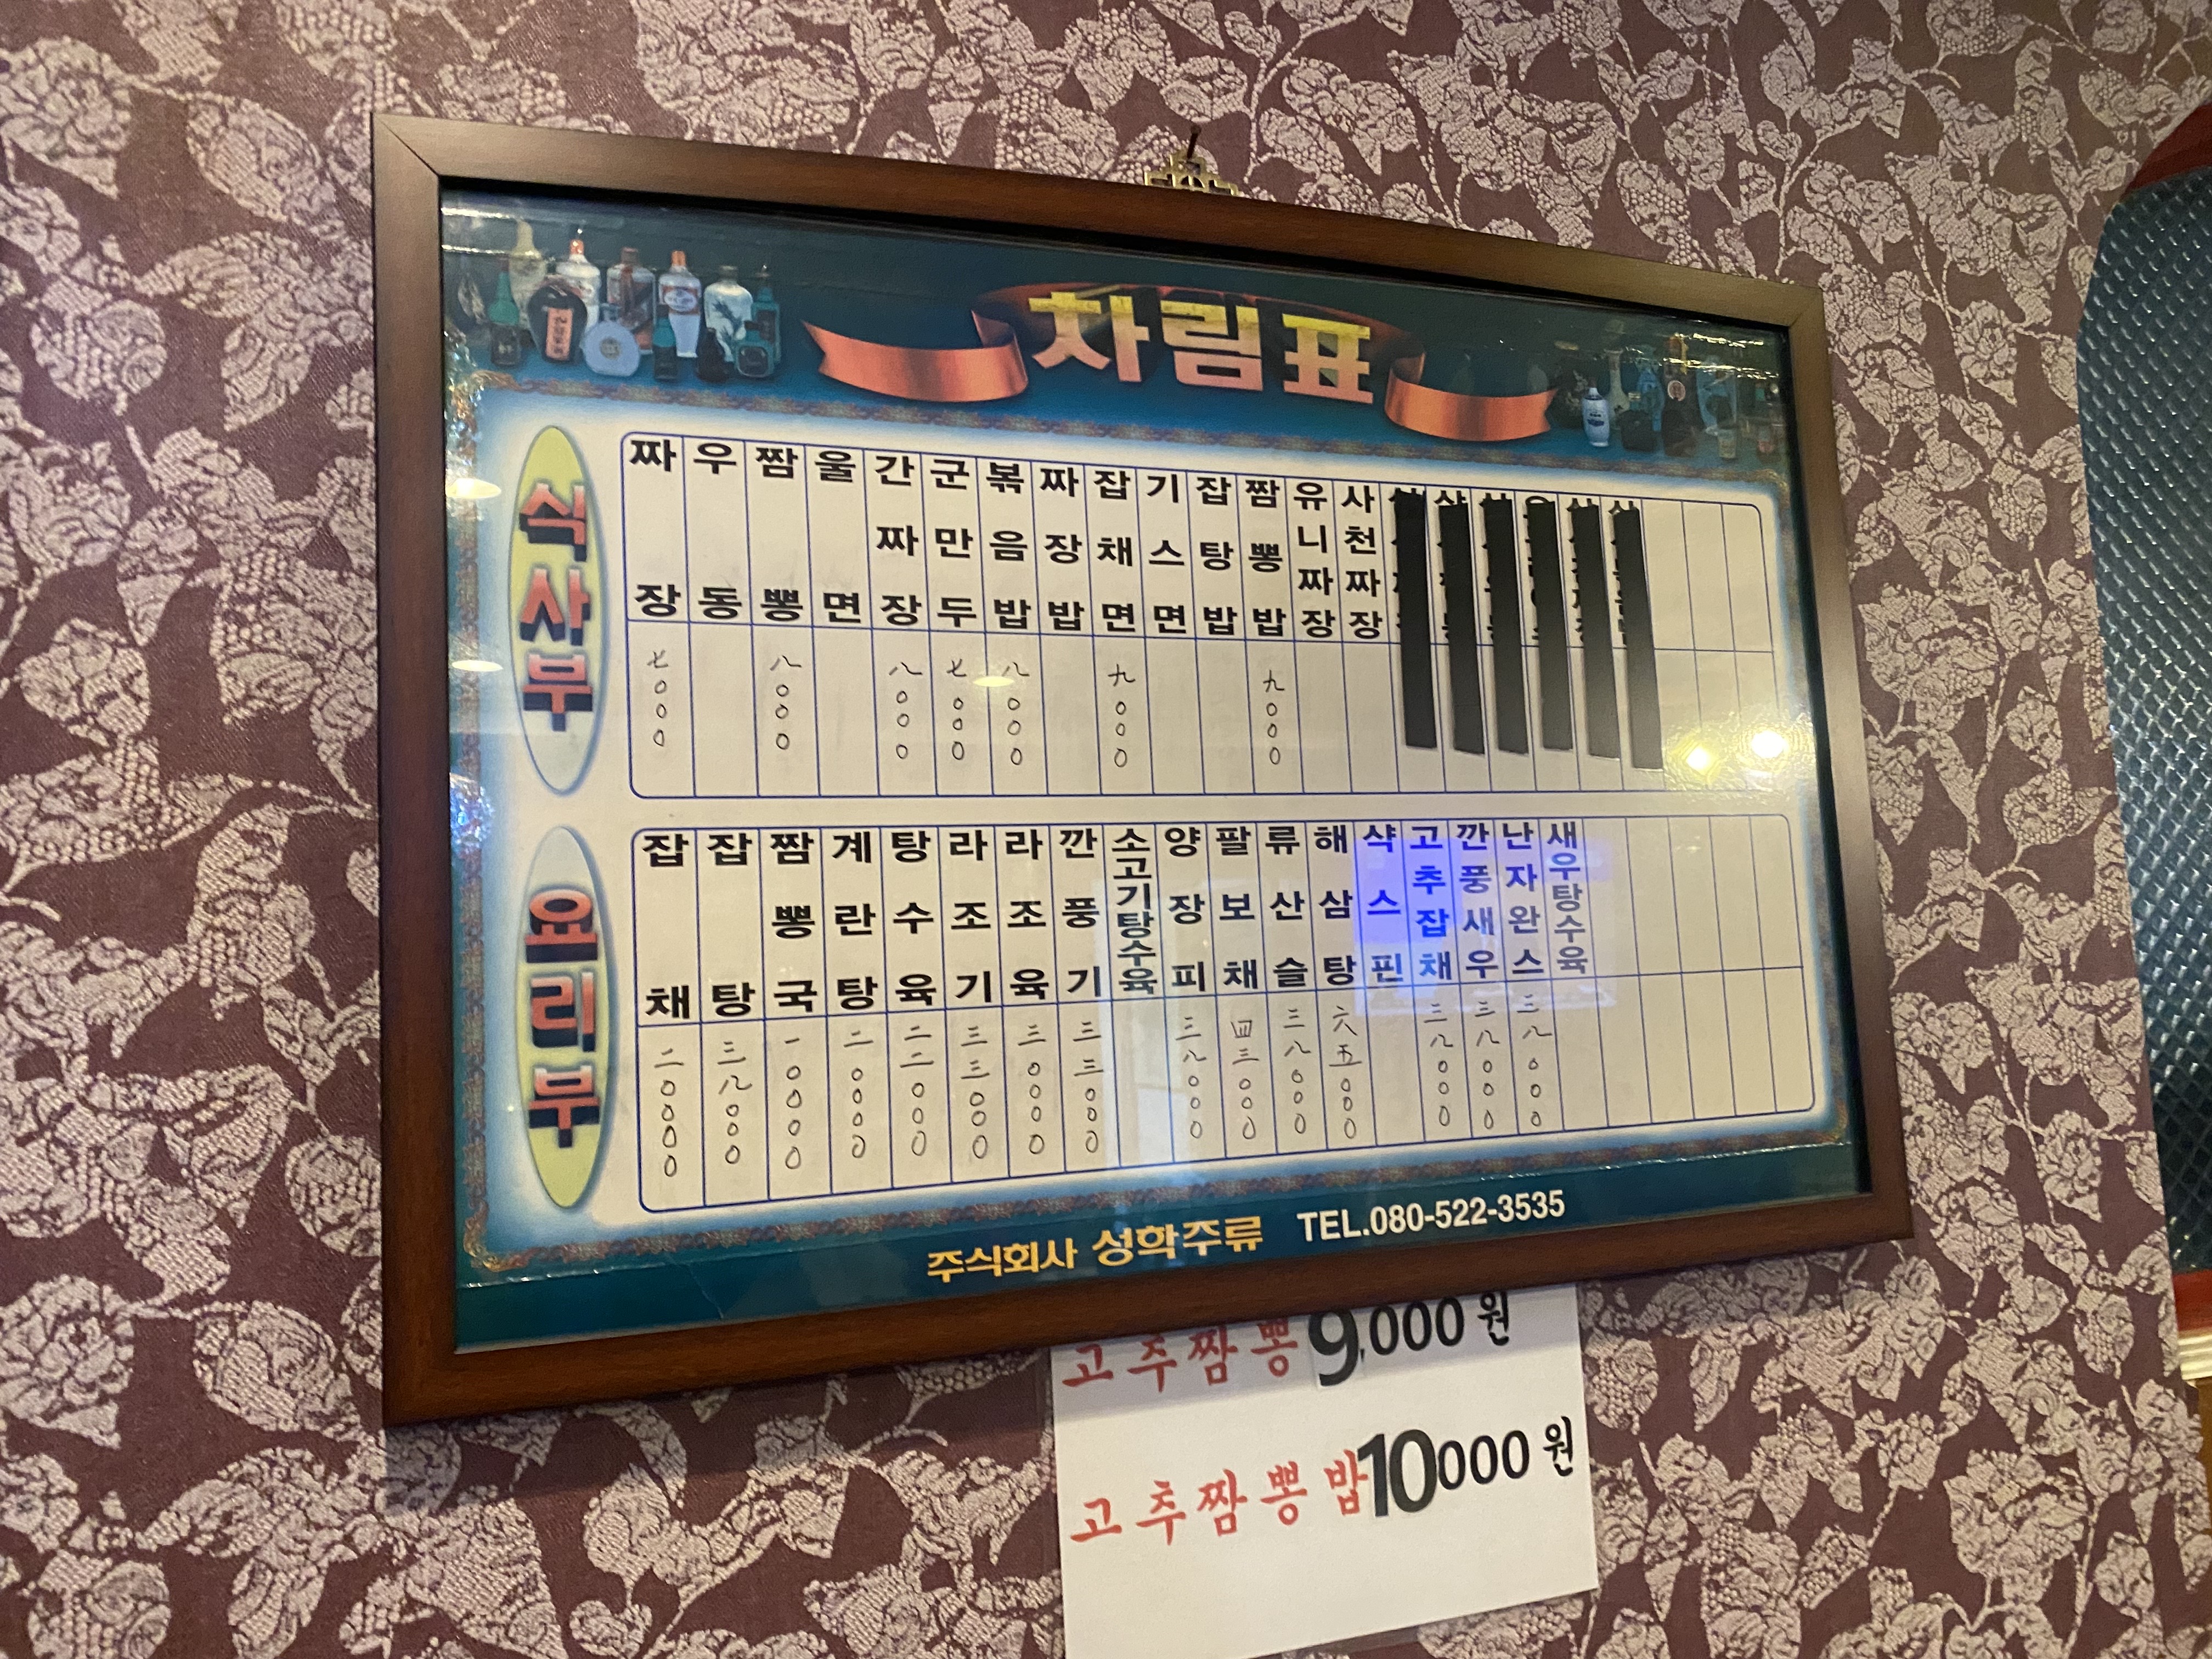 차림표
식사부
짜장 七000
우동
짬뽕 八000
울면
간짜장 八000
군만두 七000
볶음밥 八000
짜장밥
잡채면 九000
기스면
잡탕밥
짬뽕밥 九000
유니짜장
사천짜장
요리부
잡채 二0000
잡탕 三八000
짬뽕국 一0000
계란탕 二0000
탕수육 二二000
라조기 三三000
라조육 三0000
깐풍기 三三000
소고기탕수육
양장피 三八000
팔보채 四三000
류산슬 三八000
해삼탕 六五000
샥스핀
고추잡채 三八000
깐풍새우 三八000
난자완스 三八000
새우탕수육
주식회사 성학주류 TEL.080-522-3535
고추짬뽕 9,000원
고추짬뽕밥 10000원